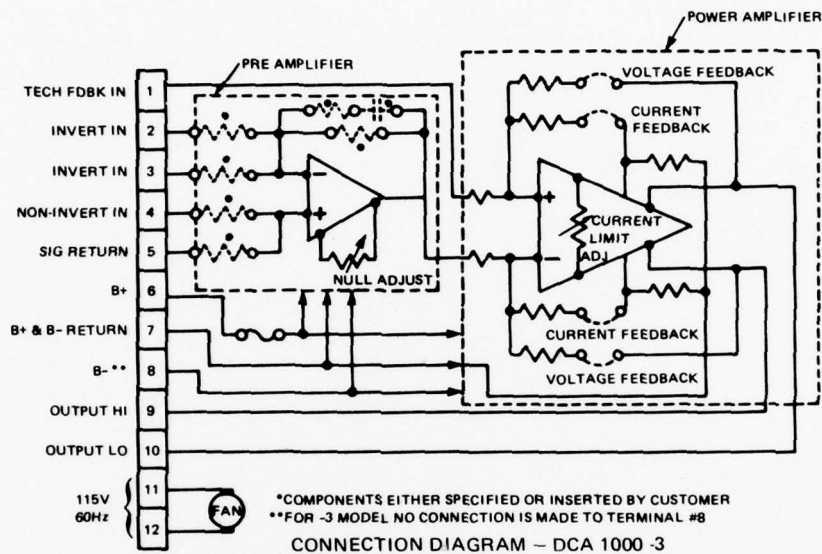 POWER AMPLIFIER
PRE AMPLIFIER
TECH FDBK IN 1
INVERT IN 2
INVERT IN 3
NON-INVERT IN 4
SIG RETURN 5
B+ 6
B+ & B- RETURN 7
B-** 8
OUTPUT HI 9
OUTPUT LO 10
115V 60Hz
11
12
FAN
* * * * * * *
-
+
NULL ADJUST
VOLTAGE FEEDBACK
CURRENT FEEDBACK
+
-
CURRENT
LIMIT
ADJ
CURRENT FEEDBACK
VOLTAGE FEEDBACK
*COMPONENTS EITHER SPECIFIED OR INSERTED BY CUSTOMER
**FOR -3 MODEL NO CONNECTION IS MADE TO TERMINAL #8
CONNECTION DIAGRAM – DCA 1000 -3